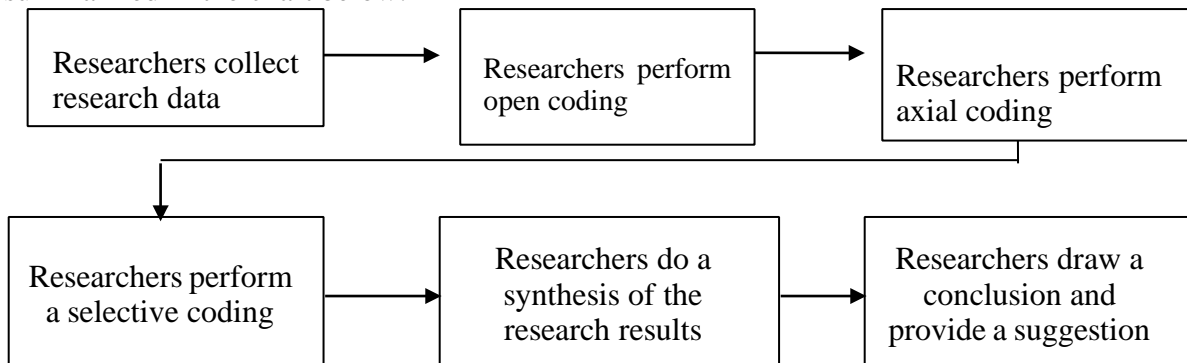 Researchers collect
research data
Researchers perform
open coding
Researchers perform
axial coding
Researchers perform
a selective coding
Researchers do a
synthesis of the
research results
Researchers draw a
conclusion and
provide a suggestion